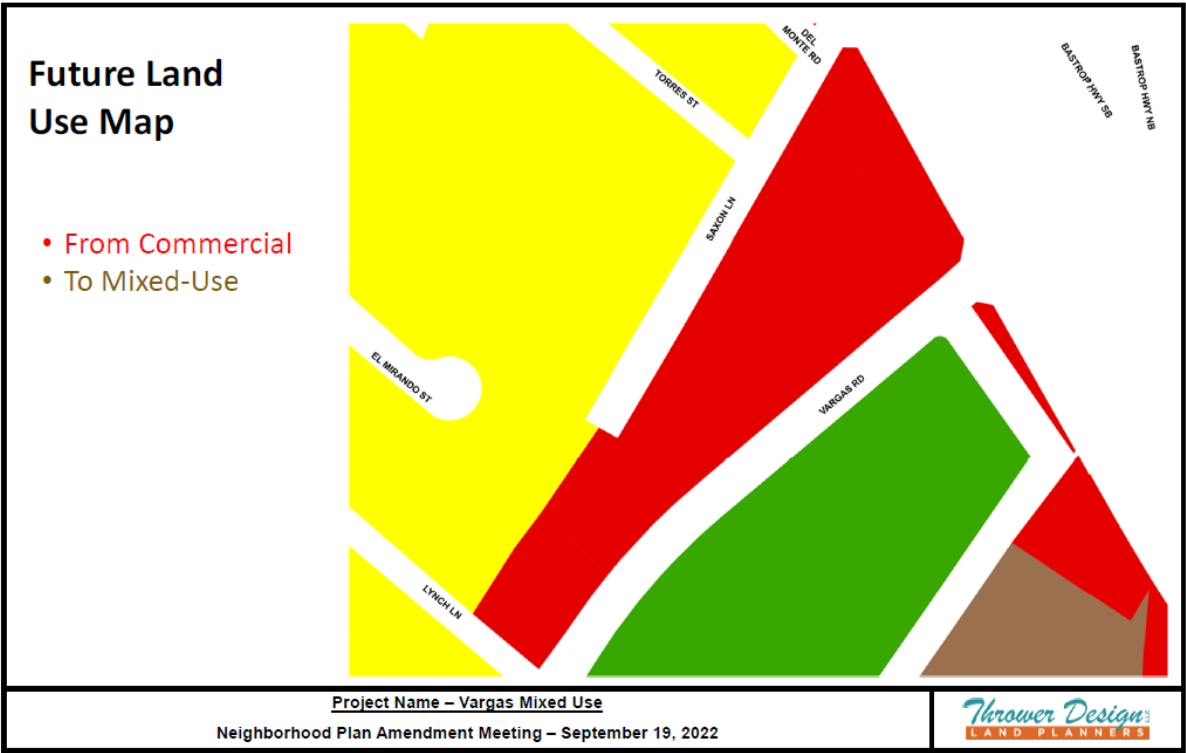 Future Land
Use Map
• From Commercial
• To Mixed-Use
DEL
MONTE RD
BASTROP HWY SB
BASTROP HWY NB
TORRES ST
SAXON LN
EL MIRANDO ST
VARGAS RD
LYNCH LN
Project Name – Vargas Mixed Use
Neighborhood Plan Amendment Meeting – September 19, 2022
Thrower Design LLC
LAND PLANNERS